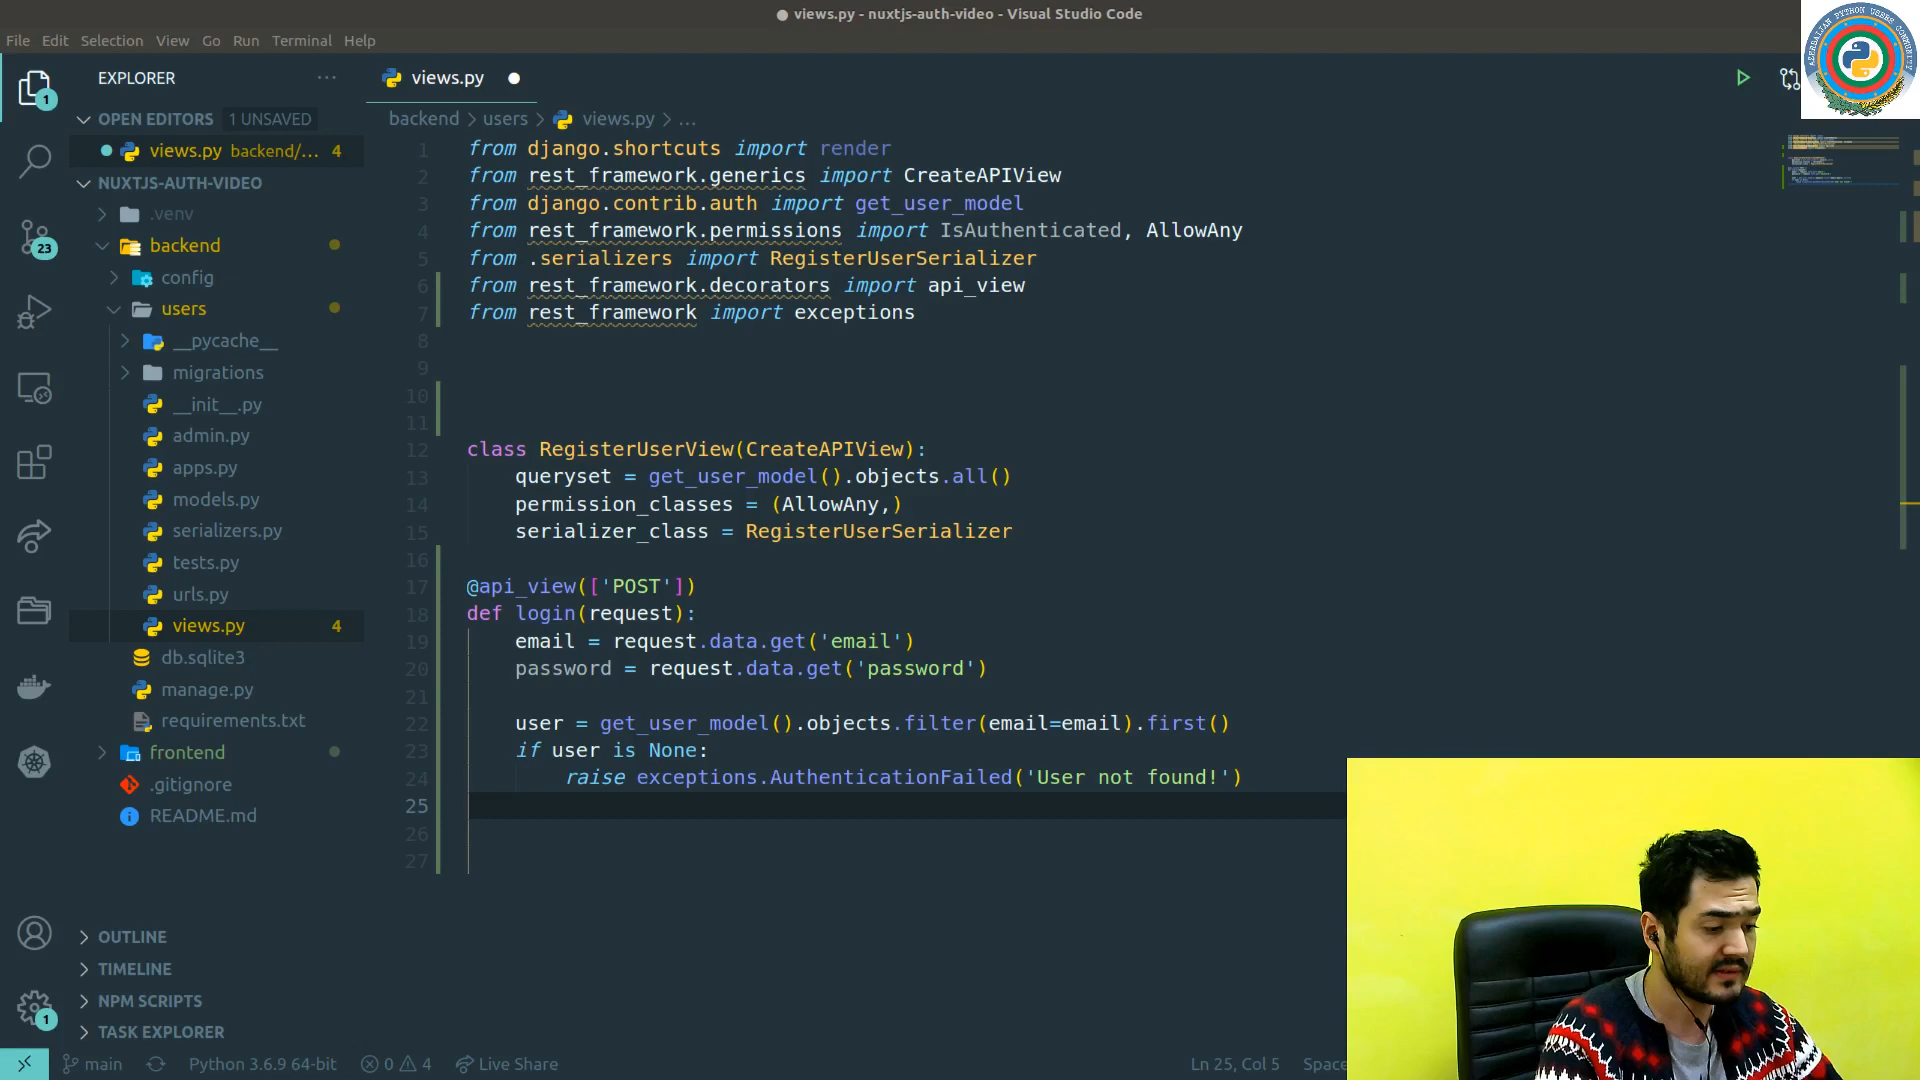 views.py - nuxtjs-auth-video - Visual Studio Code
File Edit Selection View Go Run Terminal Help
AZERBAIJAN PYTHON USERS COMMUNITY
EXPLORER
views.py
OPEN EDITORS 1 UNSAVED
backend > users > views.py > ...
views.py backend/... 4
NUXTJS-AUTH-VIDEO
.venv
backend
config
users
__pycache__
migrations
__init__.py
admin.py
apps.py
models.py
serializers.py
tests.py
urls.py
views.py 4
db.sqlite3
manage.py
requirements.txt
frontend
.gitignore
README.md
OUTLINE
TIMELINE
NPM SCRIPTS
TASK EXPLORER
1
23
1
1 from django.shortcuts import render
2 from rest_framework.generics import CreateAPIView
3 from django.contrib.auth import get_user_model
4 from rest_framework.permissions import IsAuthenticated, AllowAny
5 from .serializers import RegisterUserSerializer
6 from rest_framework.decorators import api_view
7 from rest_framework import exceptions
8
9
10
11
12 class RegisterUserView(CreateAPIView):
13 queryset = get_user_model().objects.all()
14 permission_classes = (AllowAny,)
15 serializer_class = RegisterUserSerializer
16
17 @api_view(['POST'])
18 def login(request):
19 email = request.data.get('email')
20 password = request.data.get('password')
21
22 user = get_user_model().objects.filter(email=email).first()
23 if user is None:
24 raise exceptions.AuthenticationFailed('User not found!')
25
26
27
main Python 3.6.9 64-bit 0 4 Live Share Ln 25, Col 5 Space